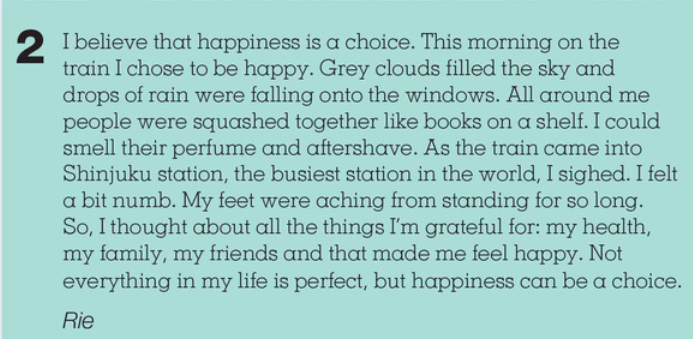 2 I believe that happiness is a choice. This morning on the
train I chose to be happy. Grey clouds filled the sky and
drops of rain were falling onto the windows. All around me
people were squashed together like books on a shelf. I could
smell their perfume and aftershave. As the train came into
Shinjuku station, the busiest station in the world, I sighed. I felt
a bit numb. My feet were aching from standing for so long.
So, I thought about all the things I'm grateful for: my health,
my family, my friends and that made me feel happy. Not
everything in my life is perfect, but happiness can be a choice.
Rie